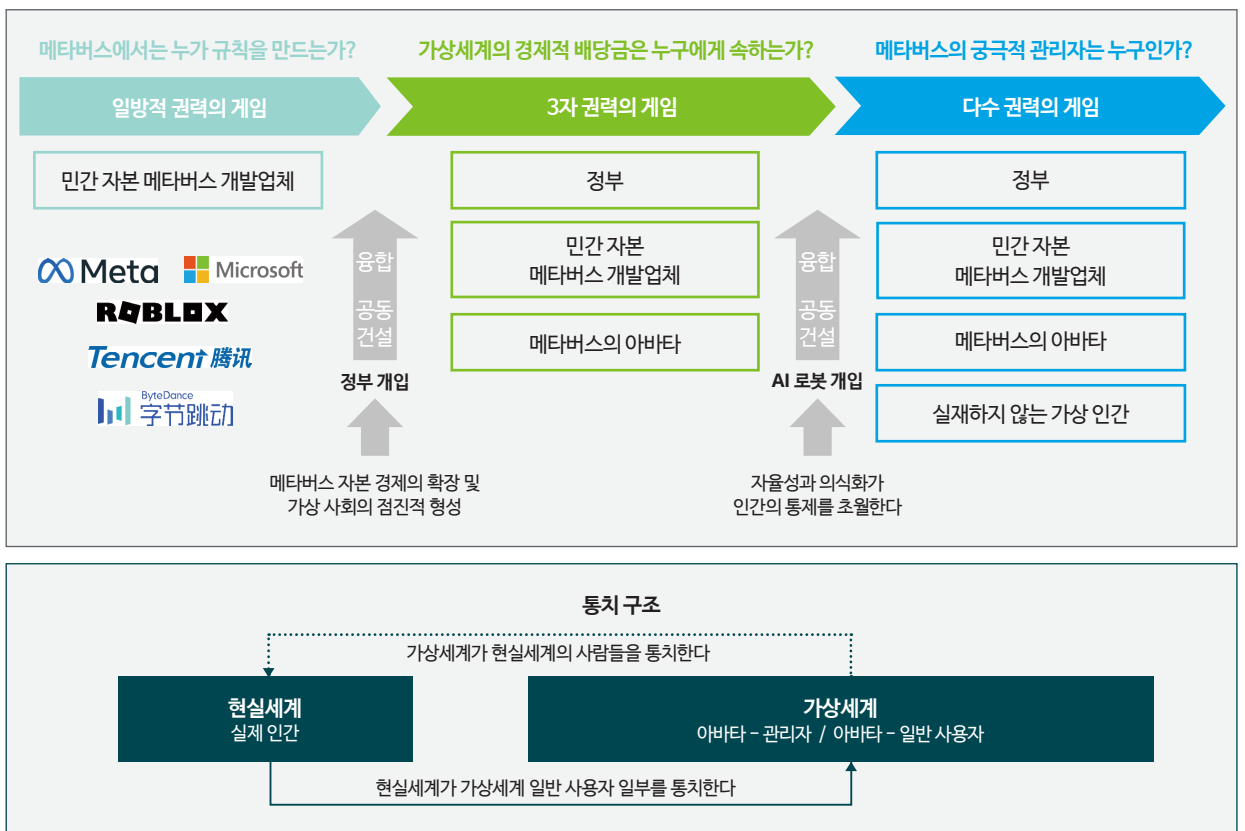 메타버스에서는 누가 규칙을 만드는가?
가상세계의 경제적 배당금은 누구에게 속하는가?
메타버스의 궁극적 관리자는 누구인가?
일방적 권력의 게임
3자 권력의 게임
다수 권력의 게임
민간 자본 메타버스 개발업체
Meta
Microsoft
ROBLOX
Tencent 腾讯
ByteDance
字节跳动
융합
공동
건설
정부 개입
메타버스 자본 경제의 확장 및
가상 사회의 점진적 형성
정부
민간 자본
메타버스 개발업체
메타버스의 아바타
융합
공동
건설
AI 로봇 개입
자율성과 의식화가
인간의 통제를 초월한다
정부
민간 자본
메타버스 개발업체
메타버스의 아바타
실재하지 않는 가상 인간
통치 구조
가상세계가 현실세계의 사람들을 통치한다
현실세계
실제 인간
가상세계
아바타 – 관리자 / 아바타 – 일반 사용자
현실세계가 가상세계 일반 사용자 일부를 통치한다